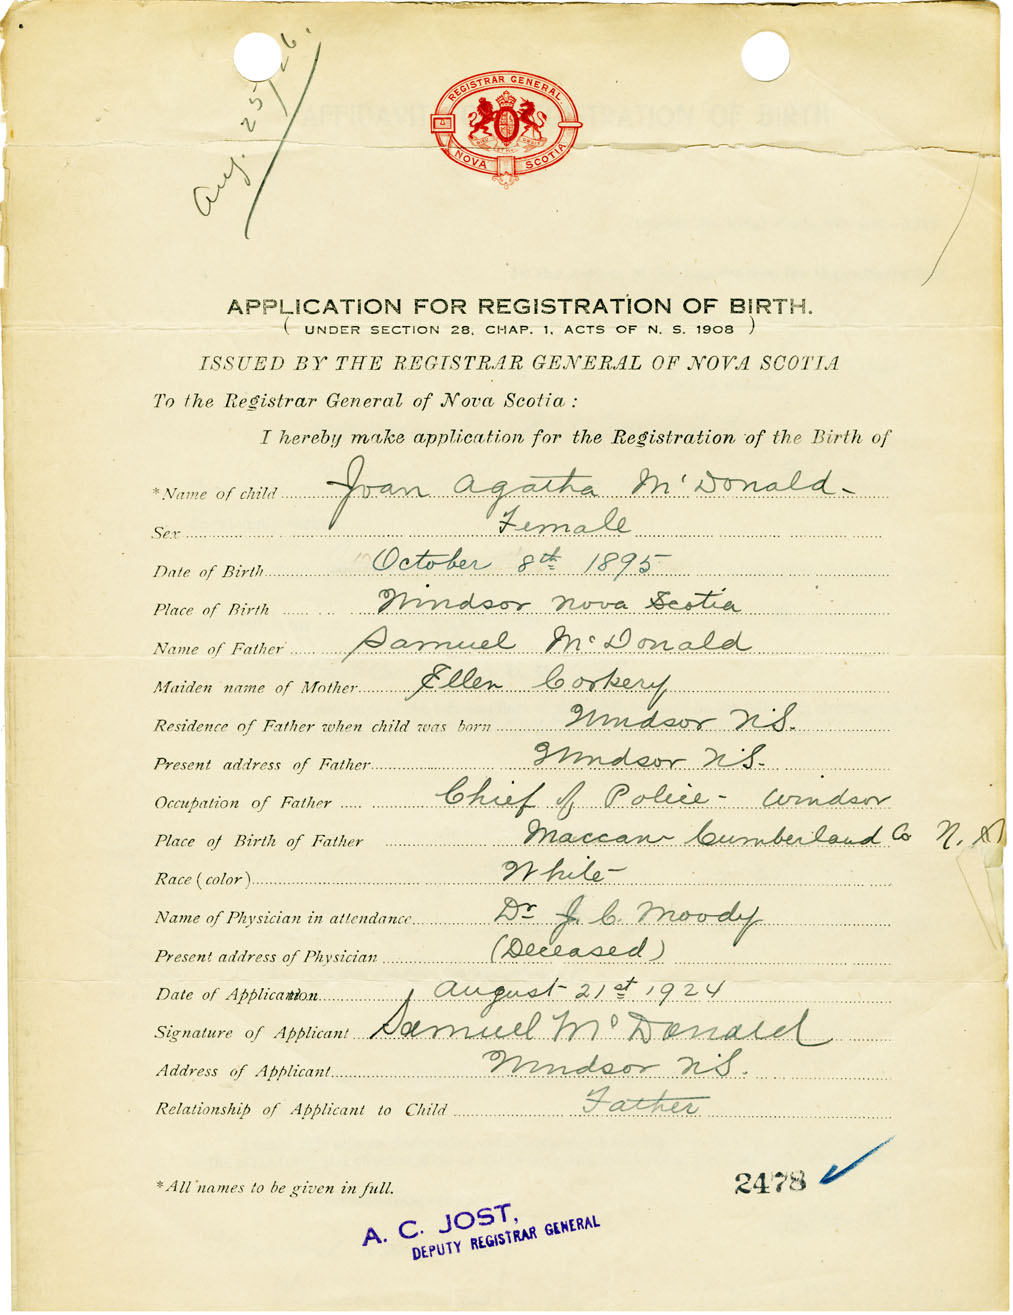 Aug. 25/26.
REGISTRAR GENERAL
NOVA SCOTIA
APPLICATION FOR REGISTRATION OF BIRTH.
( UNDER SECTION 28, CHAP. 1, ACTS OF N. S. 1908 )
ISSUED BY THE REGISTRAR GENERAL OF NOVA SCOTIA
To the Registrar General of Nova Scotia :
I hereby make application for the Registration of the Birth of
*Name of child Joan Agatha Mc Donald -
Sex Female
Date of Birth October 8th 1895
Place of Birth Windsor Nova Scotia
Name of Father Samuel Mc Donald
Maiden name of Mother Ellen Corkery
Residence of Father when child was born Windsor N.S.
Present address of Father Windsor N.S.
Occupation of Father Chief of Police - Windsor
Place of Birth of Father Maccan Cumberland Co N. S
Race (color) White
Name of Physician in attendance Dr J. C. Moody
Present address of Physician (Deceased)
Date of Application August 21st 1924
Signature of Applicant Samuel Mc Donald
Address of Applicant Windsor N.S.
Relationship of Applicant to Child Father
*All names to be given in full.
2478
A. C. JOST,
DEPUTY REGISTRAR GENERAL